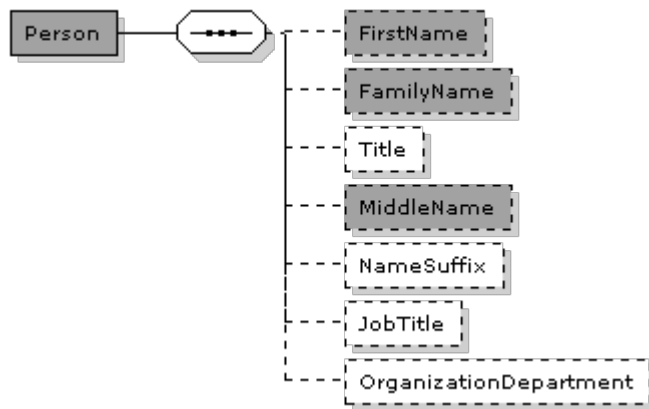 Person
FirstName
FamilyName
Title
MiddleName
NameSuffix
JobTitle
OrganizationDepartment